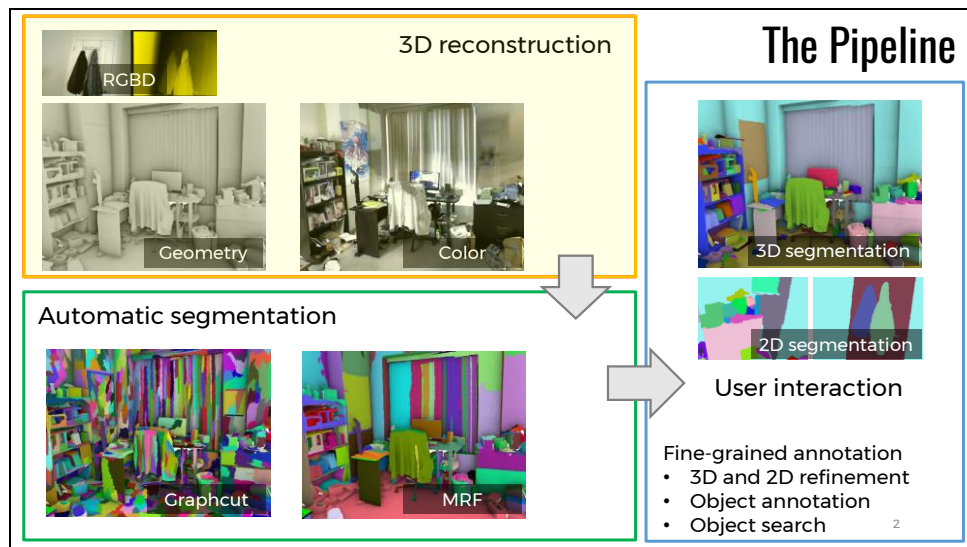 The Pipeline
3D reconstruction
RGBD
Geometry
Color
Automatic segmentation
Graphcut
MRF
3D segmentation
2D segmentation
User interaction
Fine-grained annotation
• 3D and 2D refinement
• Object annotation
• Object search
2